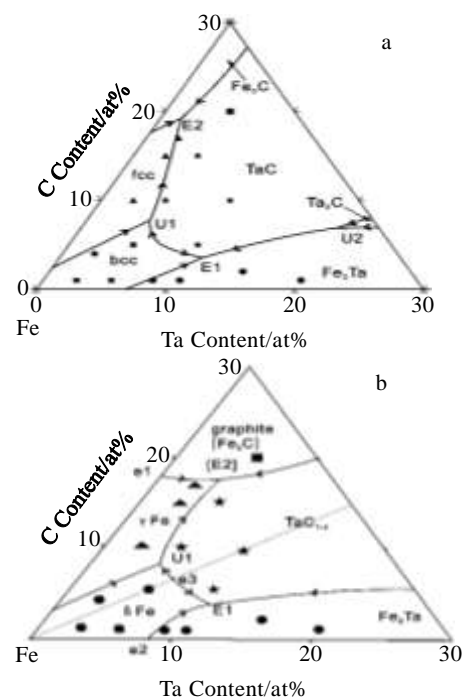 a
30
C Content/at%
20
10
0
Fe₃C
E2
fcc
TaC
U1
Ta₂C
U2
bcc
E1
Fe₂Ta
0
10
20
30
Fe
Ta Content/at%
b
30
C Content/at%
20
10
graphite
[Fe₃C]
[E2]
e1
γ Fe
TaC₁₋ₓ
U1
e3
δ Fe
E1
Fe₂Ta
e2
Fe
10
20
30
Ta Content/at%